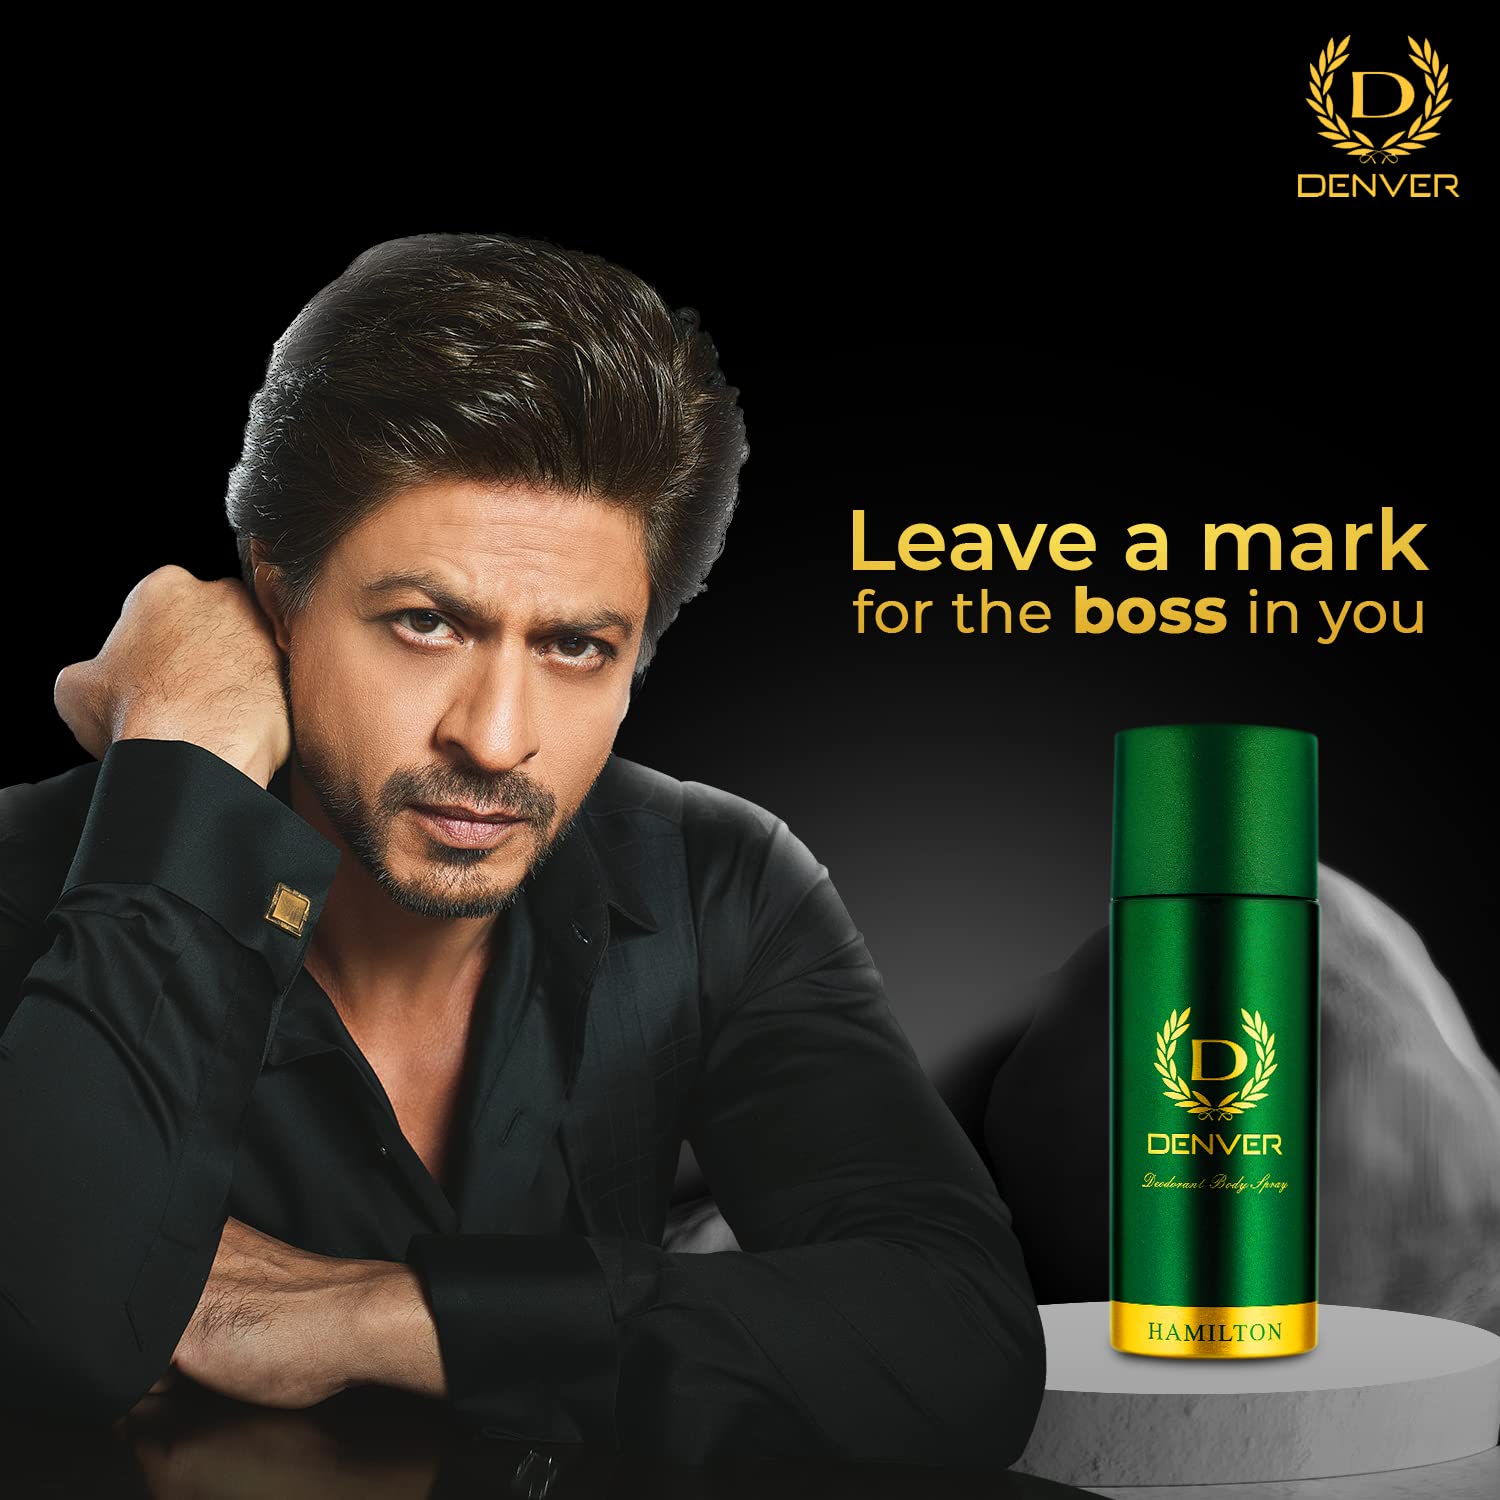 D
DENVER
Leave a mark
for the boss in you
D
DENVER
Deodorant Body Spray
HAMILTON